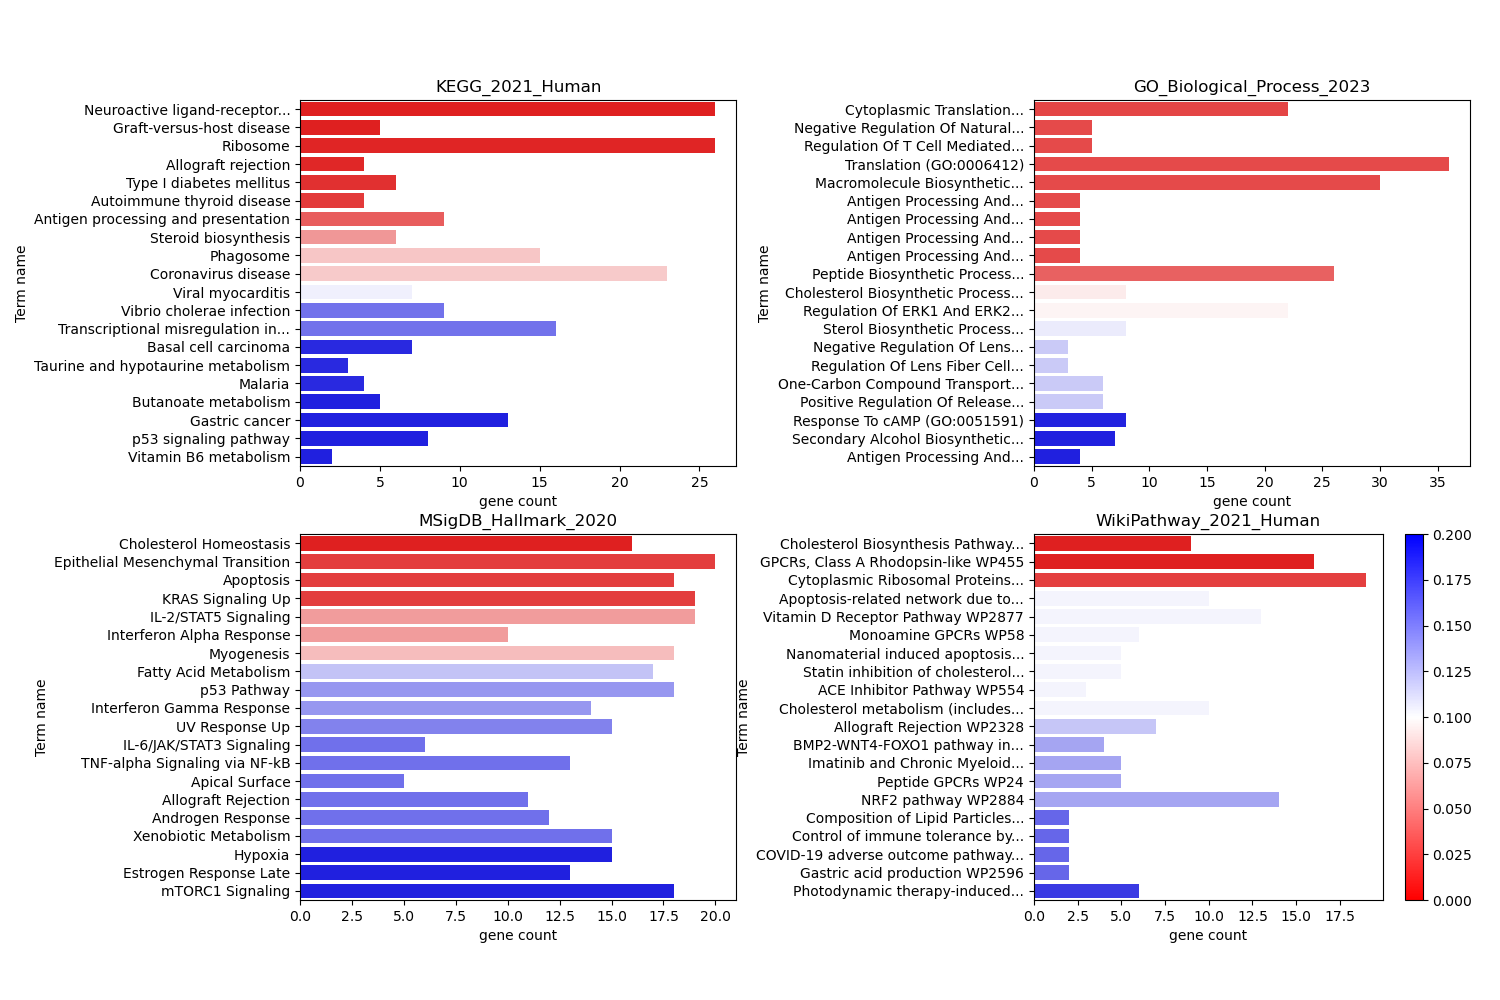 KEGG_2021_Human
Neuroactive ligand-receptor...
Graft-versus-host disease
Ribosome
Allograft rejection
Type I diabetes mellitus
Autoimmune thyroid disease
Antigen processing and presentation
Steroid biosynthesis
Phagosome
Coronavirus disease
Viral myocarditis
Vibrio cholerae infection
Transcriptional misregulation in...
Basal cell carcinoma
Taurine and hypotaurine metabolism
Malaria
Butanoate metabolism
Gastric cancer
p53 signaling pathway
Vitamin B6 metabolism
Term name
0 5 10 15 20 25
gene count
GO_Biological_Process_2023
Cytoplasmic Translation...
Negative Regulation Of Natural...
Regulation Of T Cell Mediated...
Translation (GO:0006412)
Macromolecule Biosynthetic...
Antigen Processing And...
Antigen Processing And...
Antigen Processing And...
Antigen Processing And...
Peptide Biosynthetic Process...
Cholesterol Biosynthetic Process...
Regulation Of ERK1 And ERK2...
Sterol Biosynthetic Process...
Negative Regulation Of Lens...
Regulation Of Lens Fiber Cell...
One-Carbon Compound Transport...
Positive Regulation Of Release...
Response To cAMP (GO:0051591)
Secondary Alcohol Biosynthetic...
Antigen Processing And...
Term name
0 5 10 15 20 25 30 35
gene count
MSigDB_Hallmark_2020
Cholesterol Homeostasis
Epithelial Mesenchymal Transition
Apoptosis
KRAS Signaling Up
IL-2/STAT5 Signaling
Interferon Alpha Response
Myogenesis
Fatty Acid Metabolism
p53 Pathway
Interferon Gamma Response
UV Response Up
IL-6/JAK/STAT3 Signaling
TNF-alpha Signaling via NF-kB
Apical Surface
Allograft Rejection
Androgen Response
Xenobiotic Metabolism
Hypoxia
Estrogen Response Late
mTORC1 Signaling
Term name
0.0 2.5 5.0 7.5 10.0 12.5 15.0 17.5 20.0
gene count
WikiPathway_2021_Human
Cholesterol Biosynthesis Pathway...
GPCRs, Class A Rhodopsin-like WP455
Cytoplasmic Ribosomal Proteins...
Apoptosis-related network due to...
Vitamin D Receptor Pathway WP2877
Monoamine GPCRs WP58
Nanomaterial induced apoptosis...
Statin inhibition of cholesterol...
ACE Inhibitor Pathway WP554
Cholesterol metabolism (includes...
Allograft Rejection WP2328
BMP2-WNT4-FOXO1 pathway in...
Imatinib and Chronic Myeloid...
Peptide GPCRs WP24
NRF2 pathway WP2884
Composition of Lipid Particles...
Control of immune tolerance by...
COVID-19 adverse outcome pathway...
Gastric acid production WP2596
Photodynamic therapy-induced...
Term name
0.0 2.5 5.0 7.5 10.0 12.5 15.0 17.5
gene count
0.200
0.175
0.150
0.125
0.100
0.075
0.050
0.025
0.000